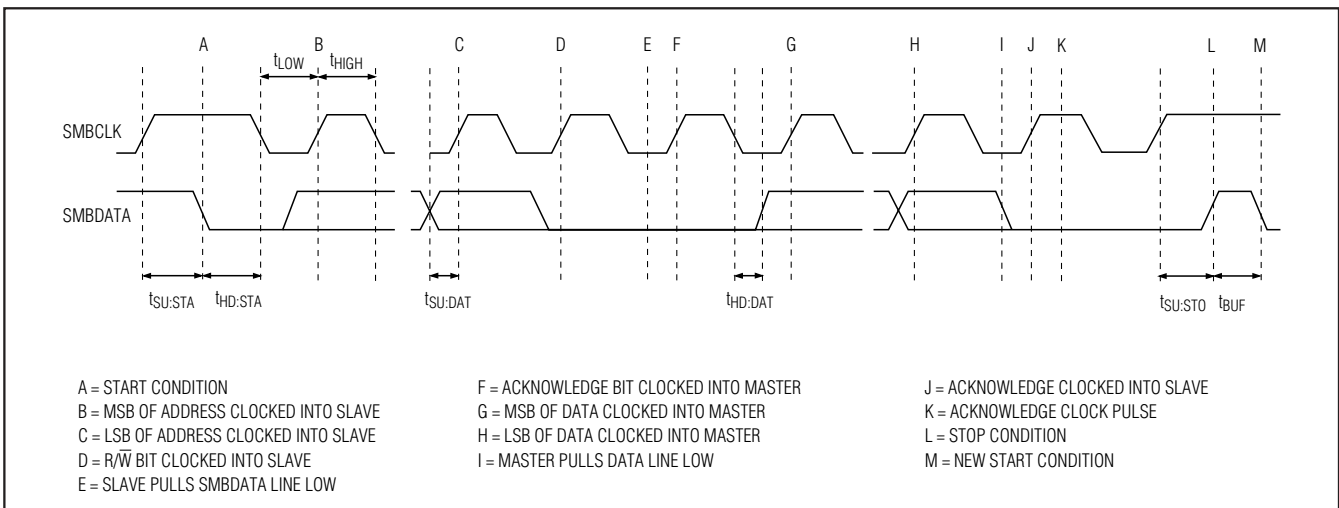 A B C D E F G H I J K L M
tLOW tHIGH
SMBCLK
SMBDATA
tSU:STA tHD:STA tSU:DAT tHD:DAT tSU:STO tBUF
A = START CONDITION
B = MSB OF ADDRESS CLOCKED INTO SLAVE
C = LSB OF ADDRESS CLOCKED INTO SLAVE
D = R/W̅ BIT CLOCKED INTO SLAVE
E = SLAVE PULLS SMBDATA LINE LOW
F = ACKNOWLEDGE BIT CLOCKED INTO MASTER
G = MSB OF DATA CLOCKED INTO MASTER
H = LSB OF DATA CLOCKED INTO MASTER
I = MASTER PULLS DATA LINE LOW
J = ACKNOWLEDGE CLOCKED INTO SLAVE
K = ACKNOWLEDGE CLOCK PULSE
L = STOP CONDITION
M = NEW START CONDITION